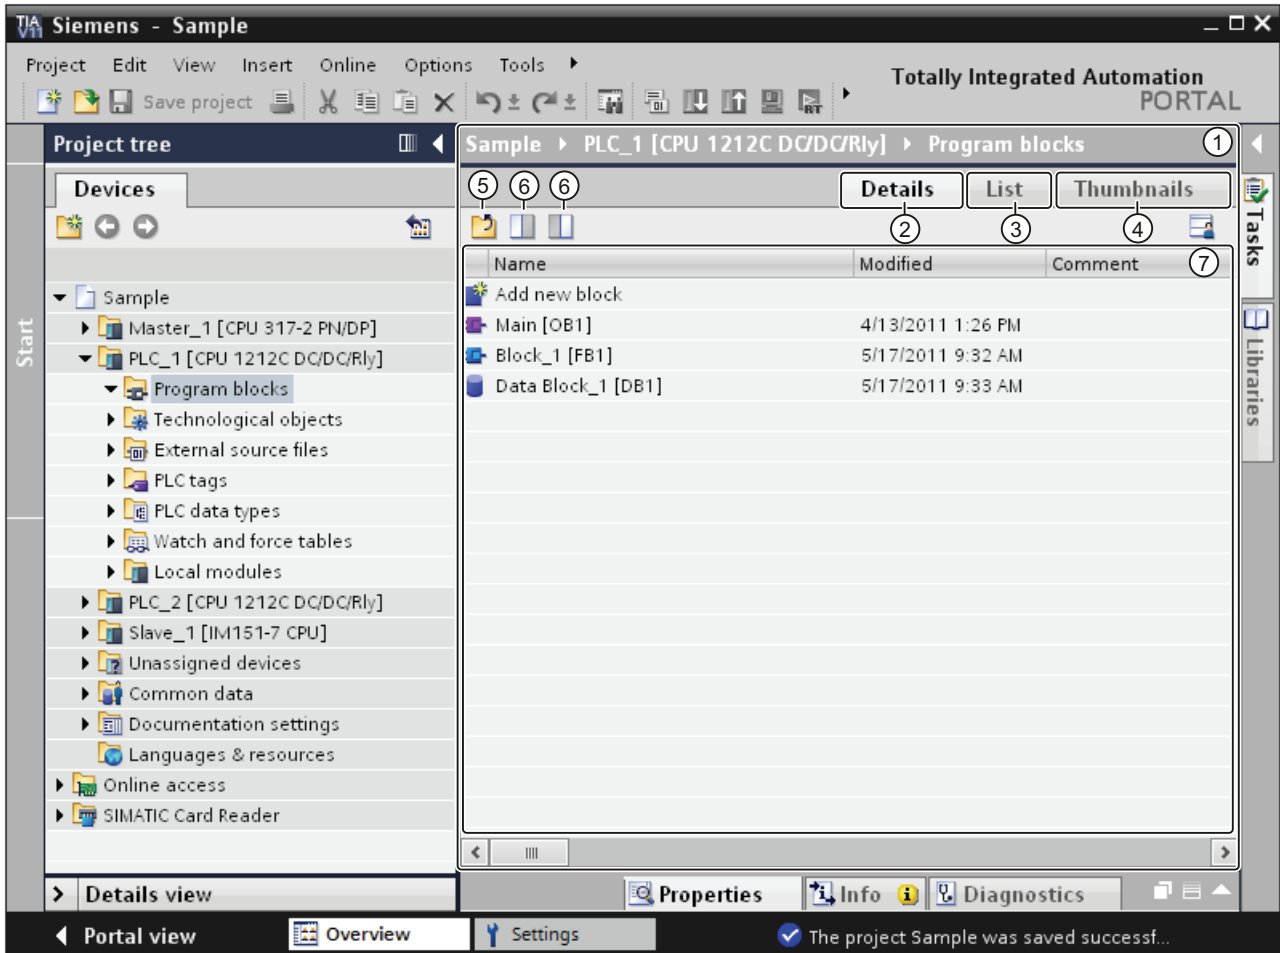 TIA V11 Siemens - Sample
Project Edit View Insert Online Options Tools
Totally Integrated Automation
PORTAL
Save project
Project tree
Sample PLC_1 [CPU 1212C DC/DC/Rly] Program blocks 1
Devices
5 6 6
Details List Thumbnails
2 3 4
Name Modified Comment 7
Add new block
Main [OB1] 4/13/2011 1:26 PM
Block_1 [FB1] 5/17/2011 9:32 AM
Data Block_1 [DB1] 5/17/2011 9:33 AM
Start
Sample
Master_1 [CPU 317-2 PN/DP]
PLC_1 [CPU 1212C DC/DC/Rly]
Program blocks
Technological objects
External source files
PLC tags
PLC data types
Watch and force tables
Local modules
PLC_2 [CPU 1212C DC/DC/Rly]
Slave_1 [IM151-7 CPU]
Unassigned devices
Common data
Documentation settings
Languages & resources
Online access
SIMATIC Card Reader
Tasks
Libraries
Details view
Properties Info Diagnostics
Portal view Overview Settings The project Sample was saved successf...